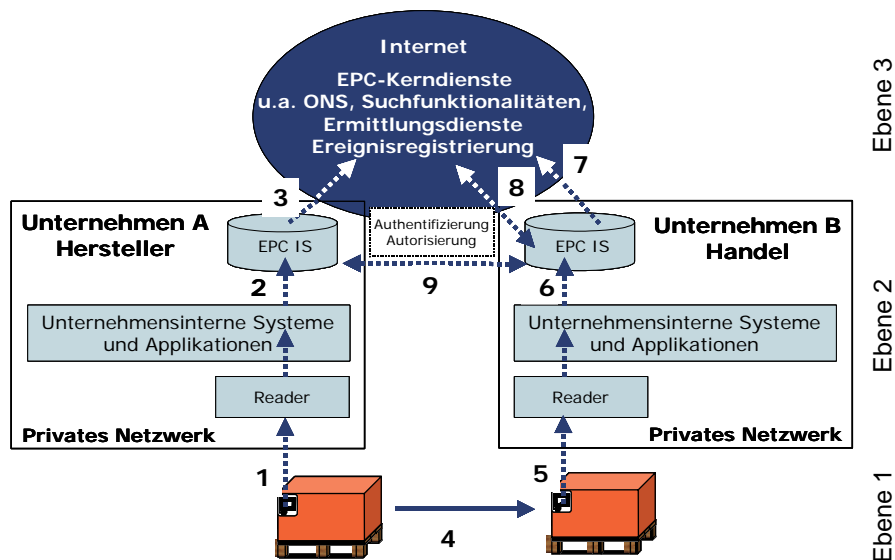 Internet
EPC-Kerndienste
u.a. ONS, Suchfunktionalitäten,
Ermittlungsdienste
Ereignisregistrierung
Ebene 3
7
8
3
Unternehmen A
Hersteller
EPC IS
Authentifizierung
Autorisierung
EPC IS
Unternehmen B
Handel
2
9
6
Ebene 2
Unternehmensinterne Systeme
und Applikationen
Unternehmensinterne Systeme
und Applikationen
Reader
Reader
Privates Netzwerk
Privates Netzwerk
1
5
4
Ebene 1